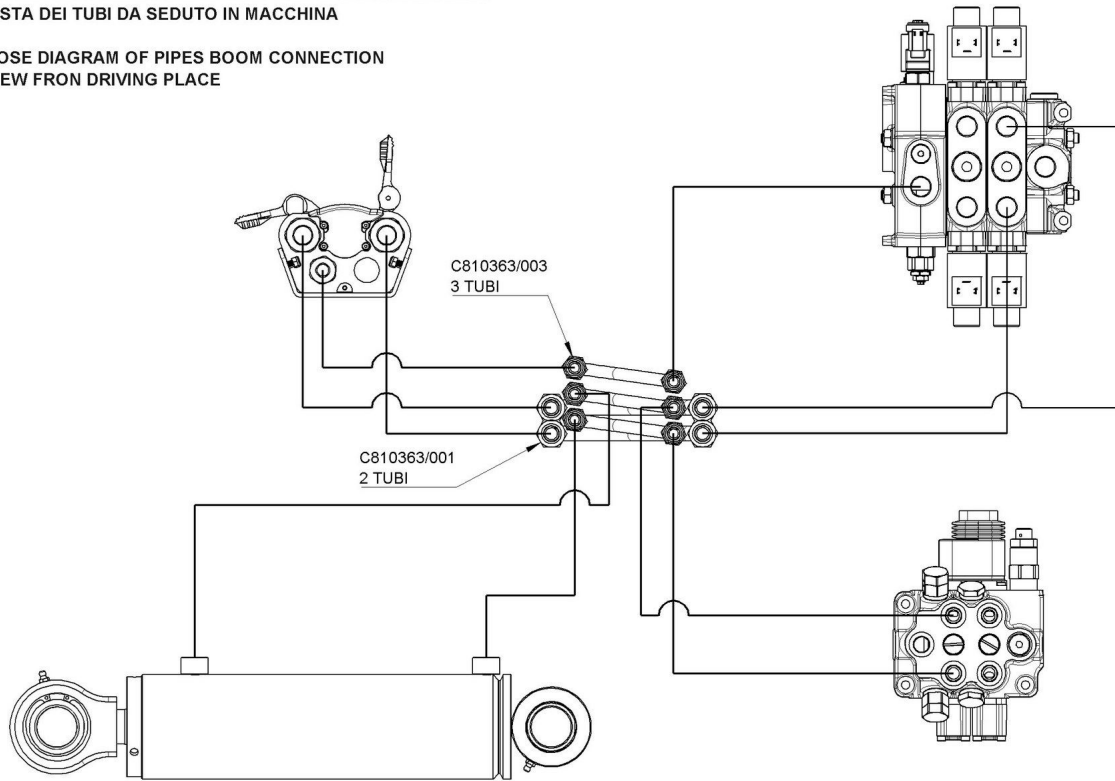 STA DEI TUBI DA SEDUTO IN MACCHINA
OSE DIAGRAM OF PIPES BOOM CONNECTION
EW FRON DRIVING PLACE
C810363/003
3 TUBI
C810363/001
2 TUBI